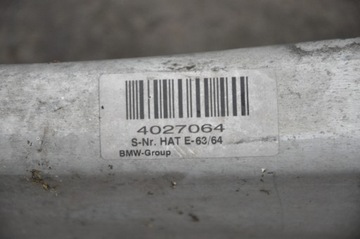 4027064
S-Nr. HAT E-63/64
BMW-Group